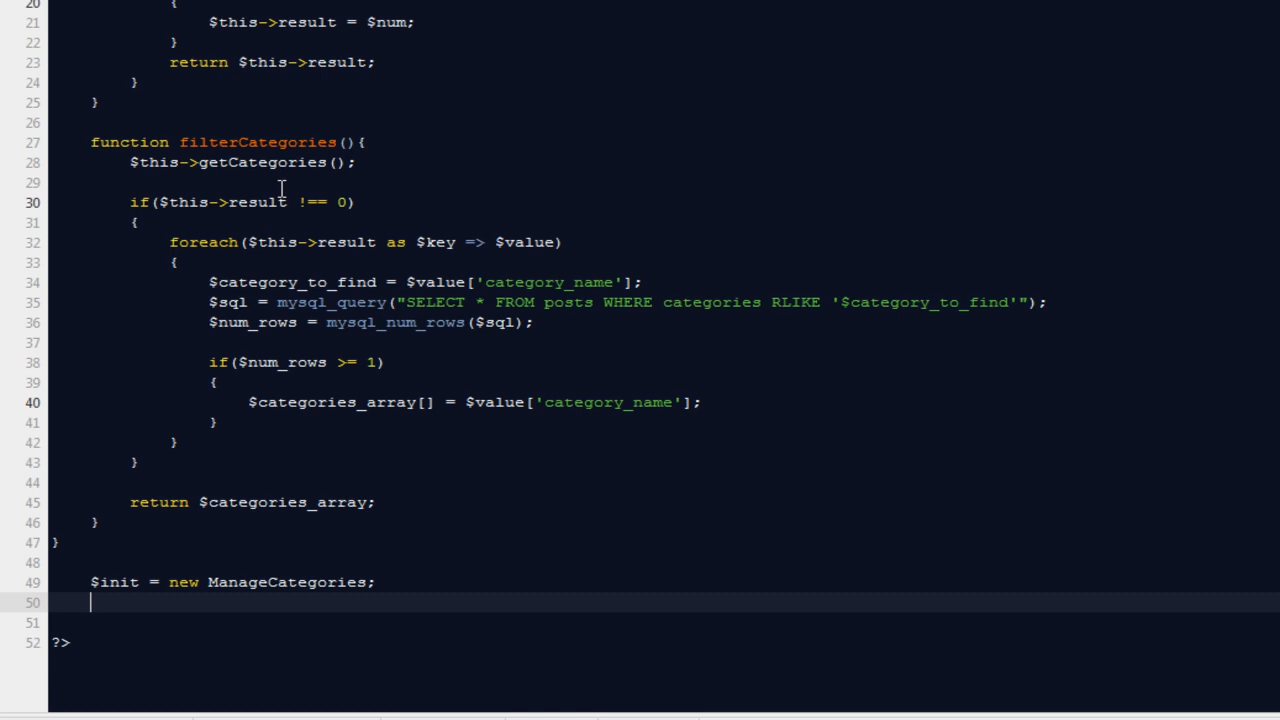 20 {
21 $this->result = $num;
22 }
23 return $this->result;
24 }
25 }
26
27 function filterCategories(){
28 $this->getCategories();
29
30 if($this->result !== 0)
31 {
32 foreach($this->result as $key => $value)
33 {
34 $category_to_find = $value['category_name'];
35 $sql = mysql_query("SELECT * FROM posts WHERE categories RLIKE '$category_to_find'");
36 $num_rows = mysql_num_rows($sql);
37
38 if($num_rows >= 1)
39 {
40 $categories_array[] = $value['category_name'];
41 }
42 }
43 }
44
45 return $categories_array;
46 }
47 }
48
49 $init = new ManageCategories;
50
51
52 ?>